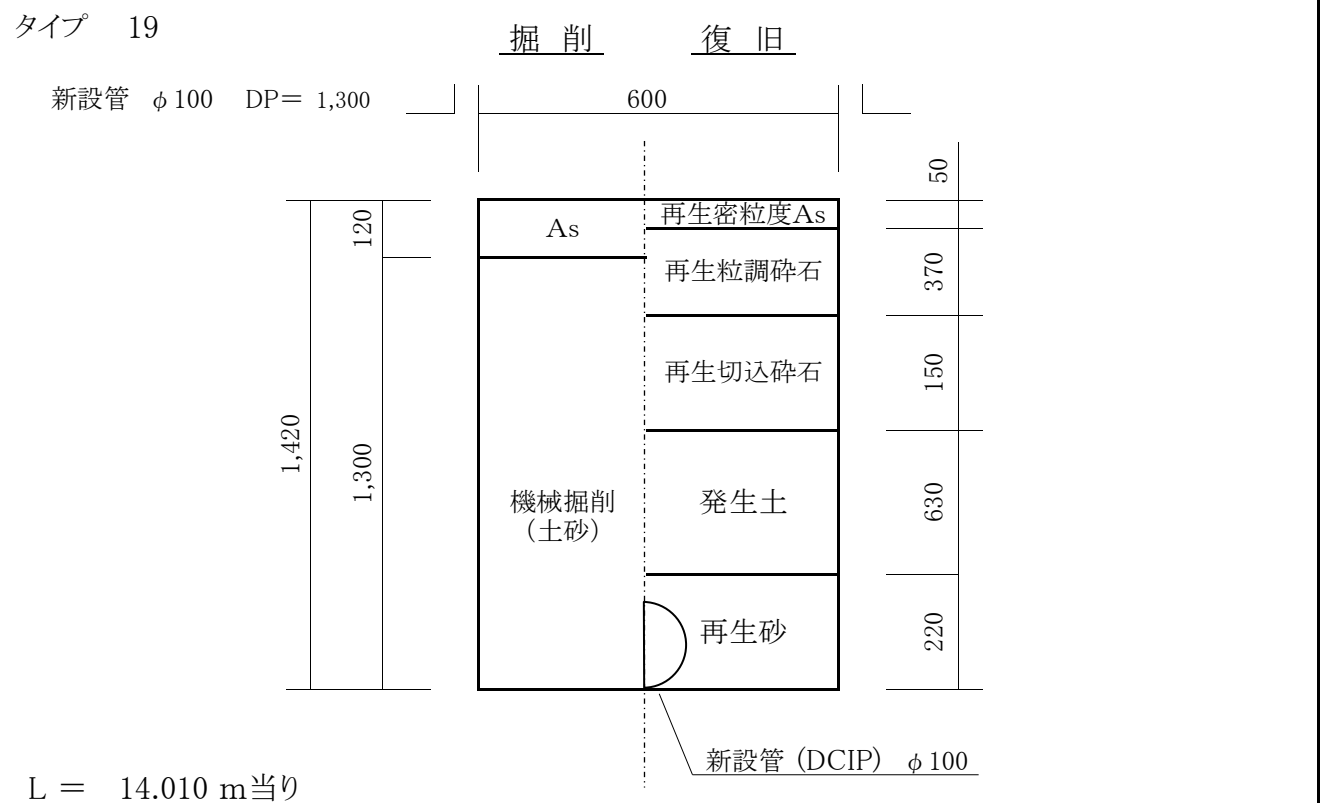 タイプ 19
掘 削 復 旧
新設管 φ100 DP＝ 1,300
600
50
120
As
再生密粒度As
再生粒調砕石
370
再生切込砕石
150
1,420
1,300
機械掘削
（土砂）
発生土
630
再生砂
220
新設管 (DCIP) φ100
L ＝ 14.010 m当り